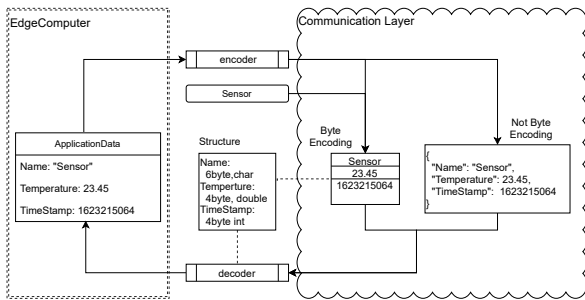 EdgeComputer
Communication Layer
encoder
Sensor
ApplicationData
Name: "Sensor"
Temperature: 23.45
TimeStamp: 1623215064
Structure
Name:
6byte,char
Temperture:
4byte, double
TimeStamp:
4byte int
Byte
Encoding
Sensor
23.45
1623215064
Not Byte
Encoding
{
"Name": "Sensor",
"Temperature": 23.45,
"TimeStamp": 1623215064
}
decoder